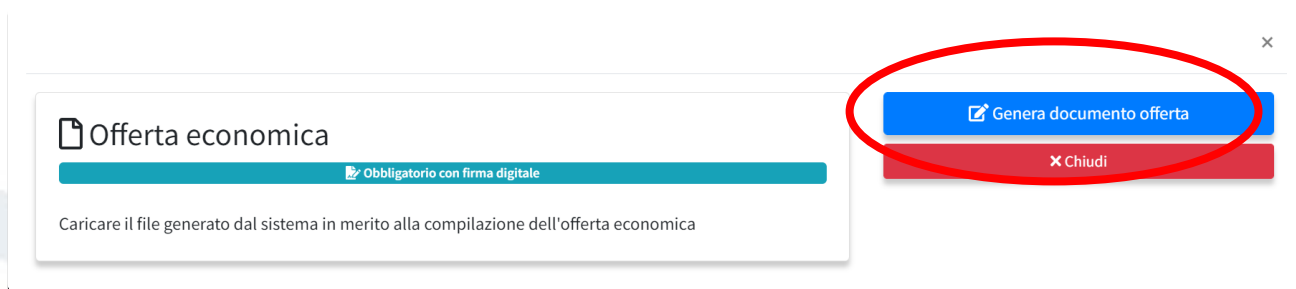 ×
Offerta economica
Obbligatorio con firma digitale
Caricare il file generato dal sistema in merito alla compilazione dell'offerta economica
Genera documento offerta
Chiudi